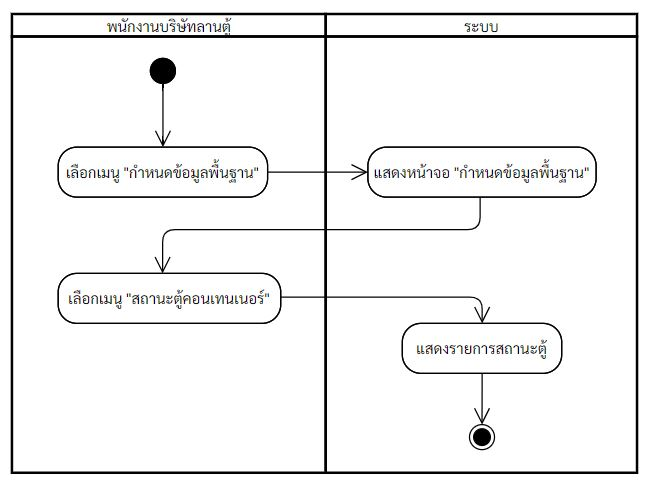 พนักงานบริษัทลานตู้
ระบบ
เลือกเมนู "กำหนดข้อมูลพื้นฐาน"
แสดงหน้าจอ "กำหนดข้อมูลพื้นฐาน"
เลือกเมนู "สถานะตู้คอนเทนเนอร์"
แสดงรายการสถานะตู้